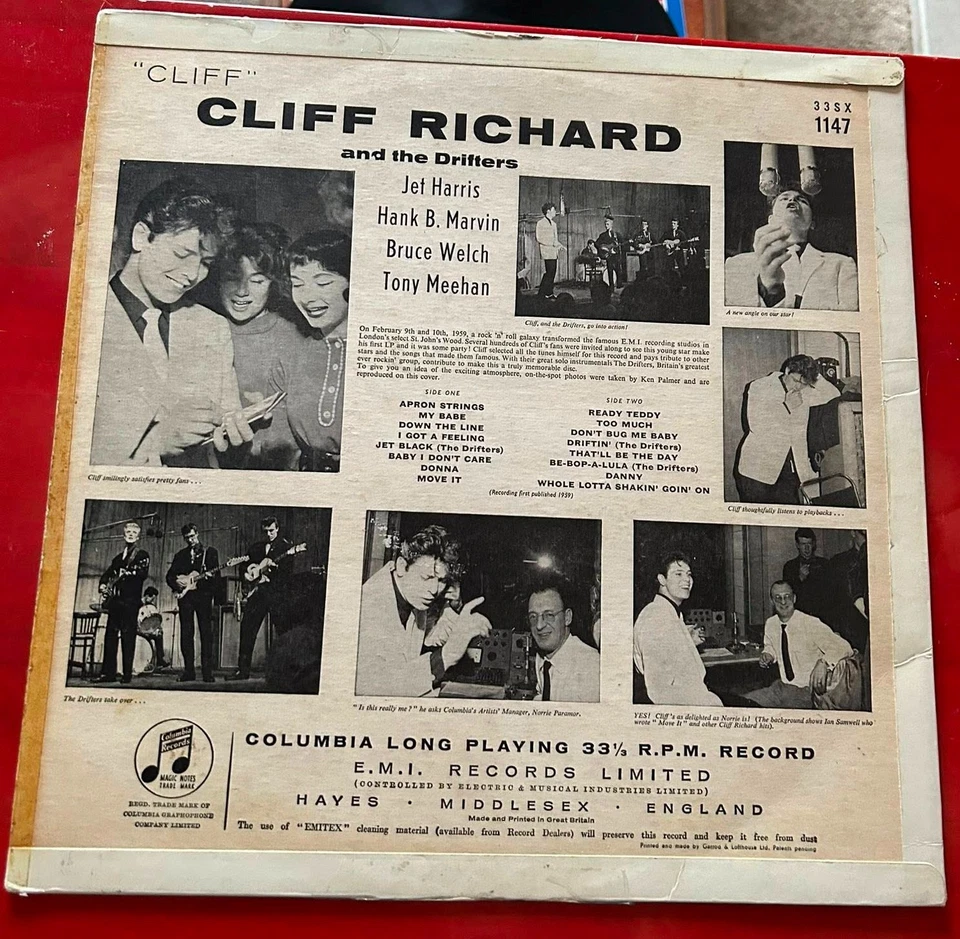 "CLIFF"
33SX
1147
CLIFF RICHARD
and the Drifters
Jet Harris
Hank B. Marvin
Bruce Welch
Tony Meehan
Cliff, and the Drifters, go into action!
A new angle on our star!
On February 9th and 10th, 1959, a rock 'n' roll galaxy transformed the famous E.M.I. recording studios in
London's select St. John's Wood. Several hundreds of Cliff's fans were invited along to see this young star make
his first LP and it was some party! Cliff selected all the tunes himself for this record and pays tribute to other
stars and the songs that made them famous. With their great solo instrumentals The Drifters, Britain's greatest
ever rockin' group, contribute to make this a truly memorable disc.
To give you an idea of the exciting atmosphere, on-the-spot photos were taken by Ken Palmer and are
reproduced on this cover.
SIDE ONE
APRON STRINGS
MY BABE
DOWN THE LINE
I GOT A FEELING
JET BLACK (The Drifters)
BABY I DON'T CARE
DONNA
MOVE IT
SIDE TWO
READY TEDDY
TOO MUCH
DON'T BUG ME BABY
DRIFTIN' (The Drifters)
THAT'LL BE THE DAY
BE-BOP-A-LULA (The Drifters)
DANNY
WHOLE LOTTA SHAKIN' GOIN' ON
(Recording first published 1959)
Cliff smilingly satisfies pretty fans . . .
Cliff thoughtfully listens to playbacks . . .
The Drifters take over . . .
"Is this really me?" he asks Columbia's Artists' Manager, Norrie Paramor.
YES! Cliff's as delighted as Norrie is! (The background shows Ian Samwell who
wrote "Move It" and other Cliff Richard hits).
Columbia
Records
MAGIC NOTES
TRADE MARK
REGD. TRADE MARK OF
COLUMBIA GRAPHOPHONE
COMPANY LIMITED
COLUMBIA LONG PLAYING 33⅓ R.P.M. RECORD
E.M.I. RECORDS LIMITED
(CONTROLLED BY ELECTRIC & MUSICAL INDUSTRIES LIMITED)
HAYES · MIDDLESEX · ENGLAND
Made and Printed in Great Britain
The use of "EMITEX" cleaning material (available from Record Dealers) will preserve this record and keep it free from dust
Printed and made by Garrod & Lofthouse Ltd. Patents pending